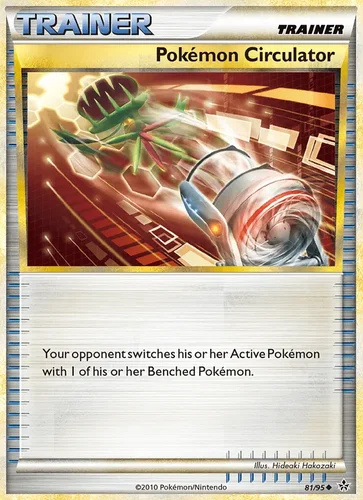 TRAINER
TRAINER
Pokémon Circulator
Your opponent switches his or her Active Pokémon
with 1 of his or her Benched Pokémon.
Illus. Hideaki Hakozaki
©2010 Pokémon/Nintendo
81/95